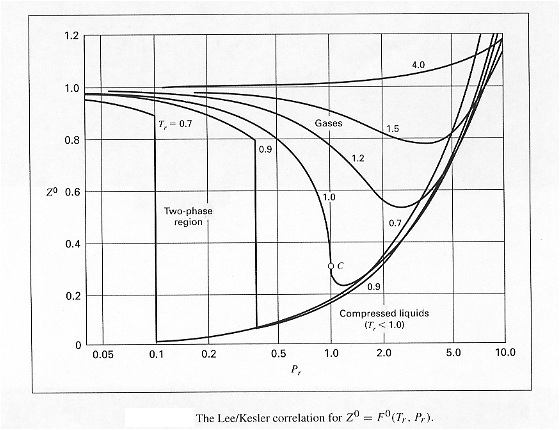 1.2
1.0
0.8
0.6
0.4
0.2
0
Z⁰
4.0
Gases
1.5
Tᵣ = 0.7
0.9
1.2
1.0
Two-phase
region
0.7
C
0.9
Compressed liquids
(Tᵣ < 1.0)
0.05 0.1 0.2 0.5 1.0 2.0 5.0 10.0
Pᵣ
The Lee/Kesler correlation for Z⁰ = F⁰(Tᵣ, Pᵣ).